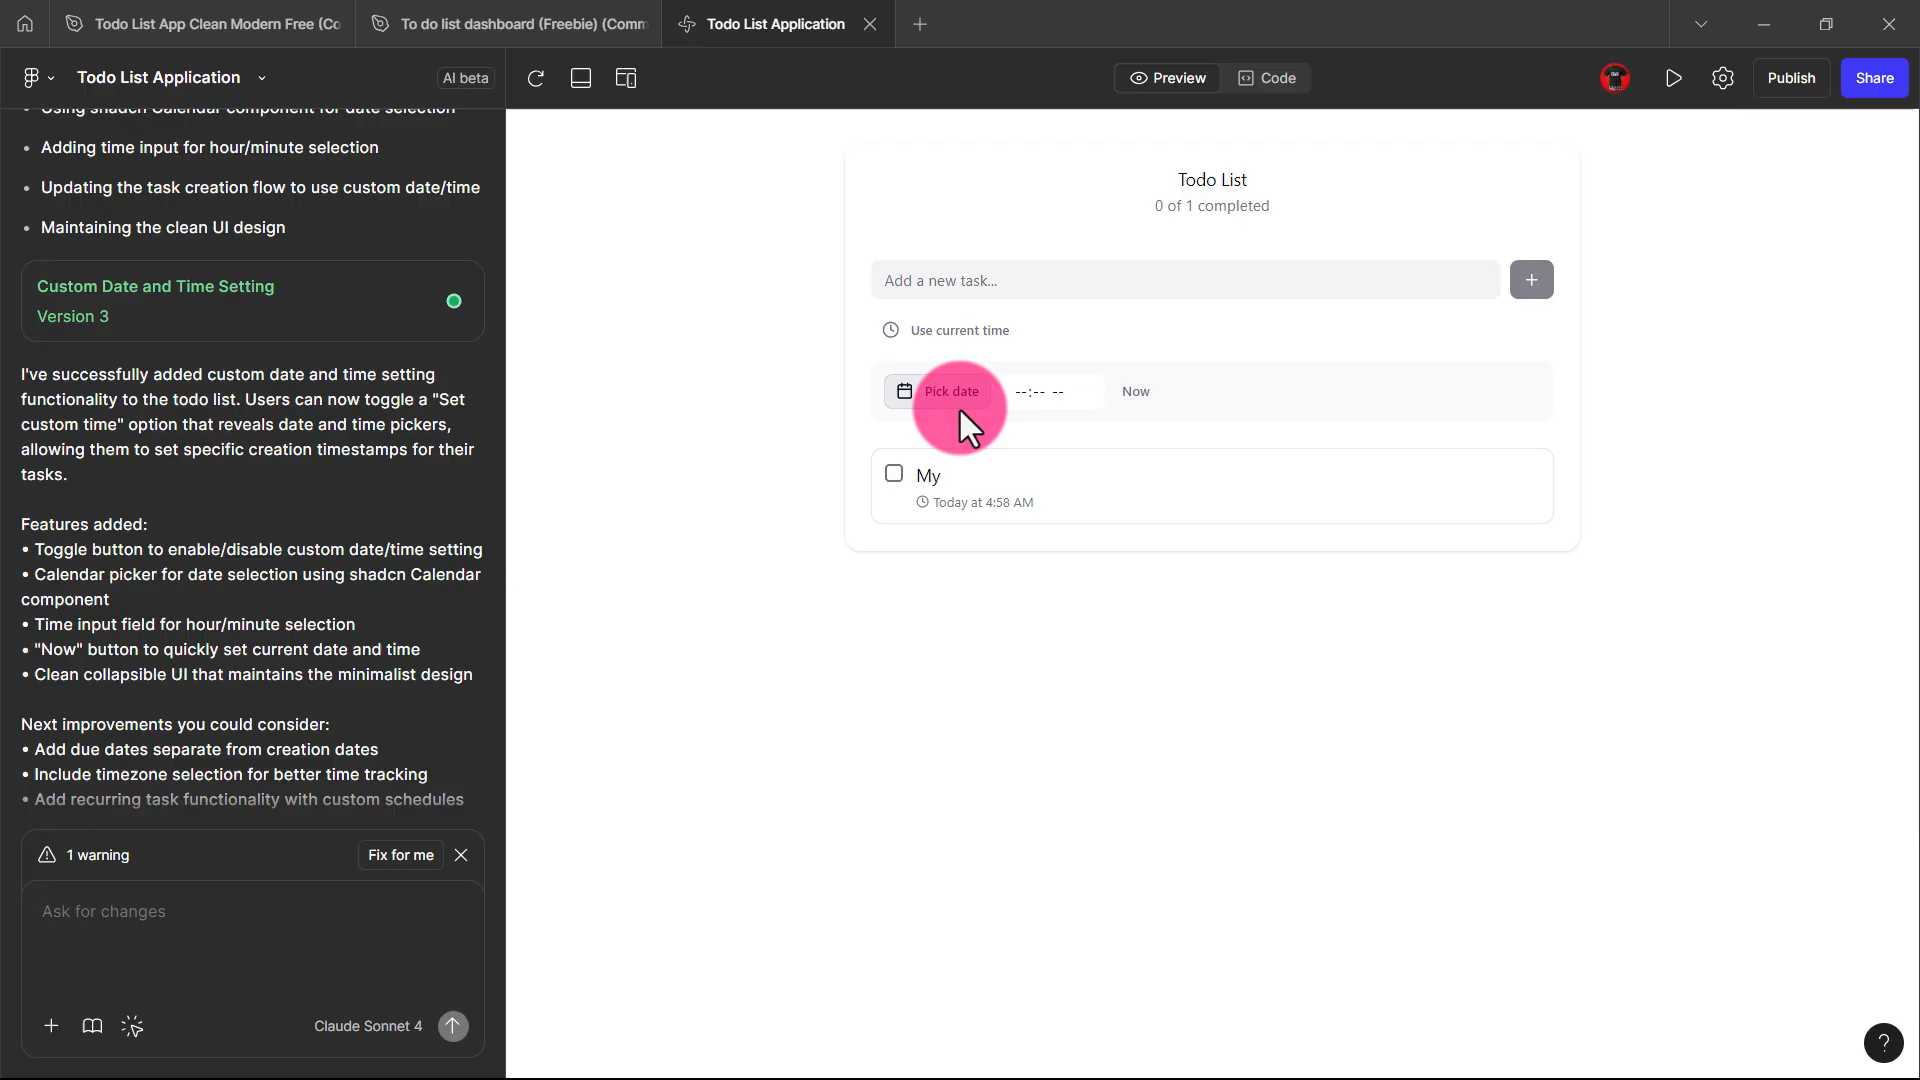 Todo List App Clean Modern Free (Co
To do list dashboard (Freebie) (Comm
Todo List Application
Todo List Application
AI beta
Preview
Code
Publish
Share
• Using shadcn Calendar component for date selection
• Adding time input for hour/minute selection
• Updating the task creation flow to use custom date/time
• Maintaining the clean UI design
Custom Date and Time Setting
Version 3
I've successfully added custom date and time setting
functionality to the todo list. Users can now toggle a "Set
custom time" option that reveals date and time pickers,
allowing them to set specific creation timestamps for their
tasks.
Features added:
• Toggle button to enable/disable custom date/time setting
• Calendar picker for date selection using shadcn Calendar
component
• Time input field for hour/minute selection
• "Now" button to quickly set current date and time
• Clean collapsible UI that maintains the minimalist design
Next improvements you could consider:
• Add due dates separate from creation dates
• Include timezone selection for better time tracking
• Add recurring task functionality with custom schedules
1 warning
Fix for me
Ask for changes
Claude Sonnet 4
Todo List
0 of 1 completed
Add a new task...
+
Use current time
Pick date
--:-- --
Now
My
Today at 4:58 AM
?